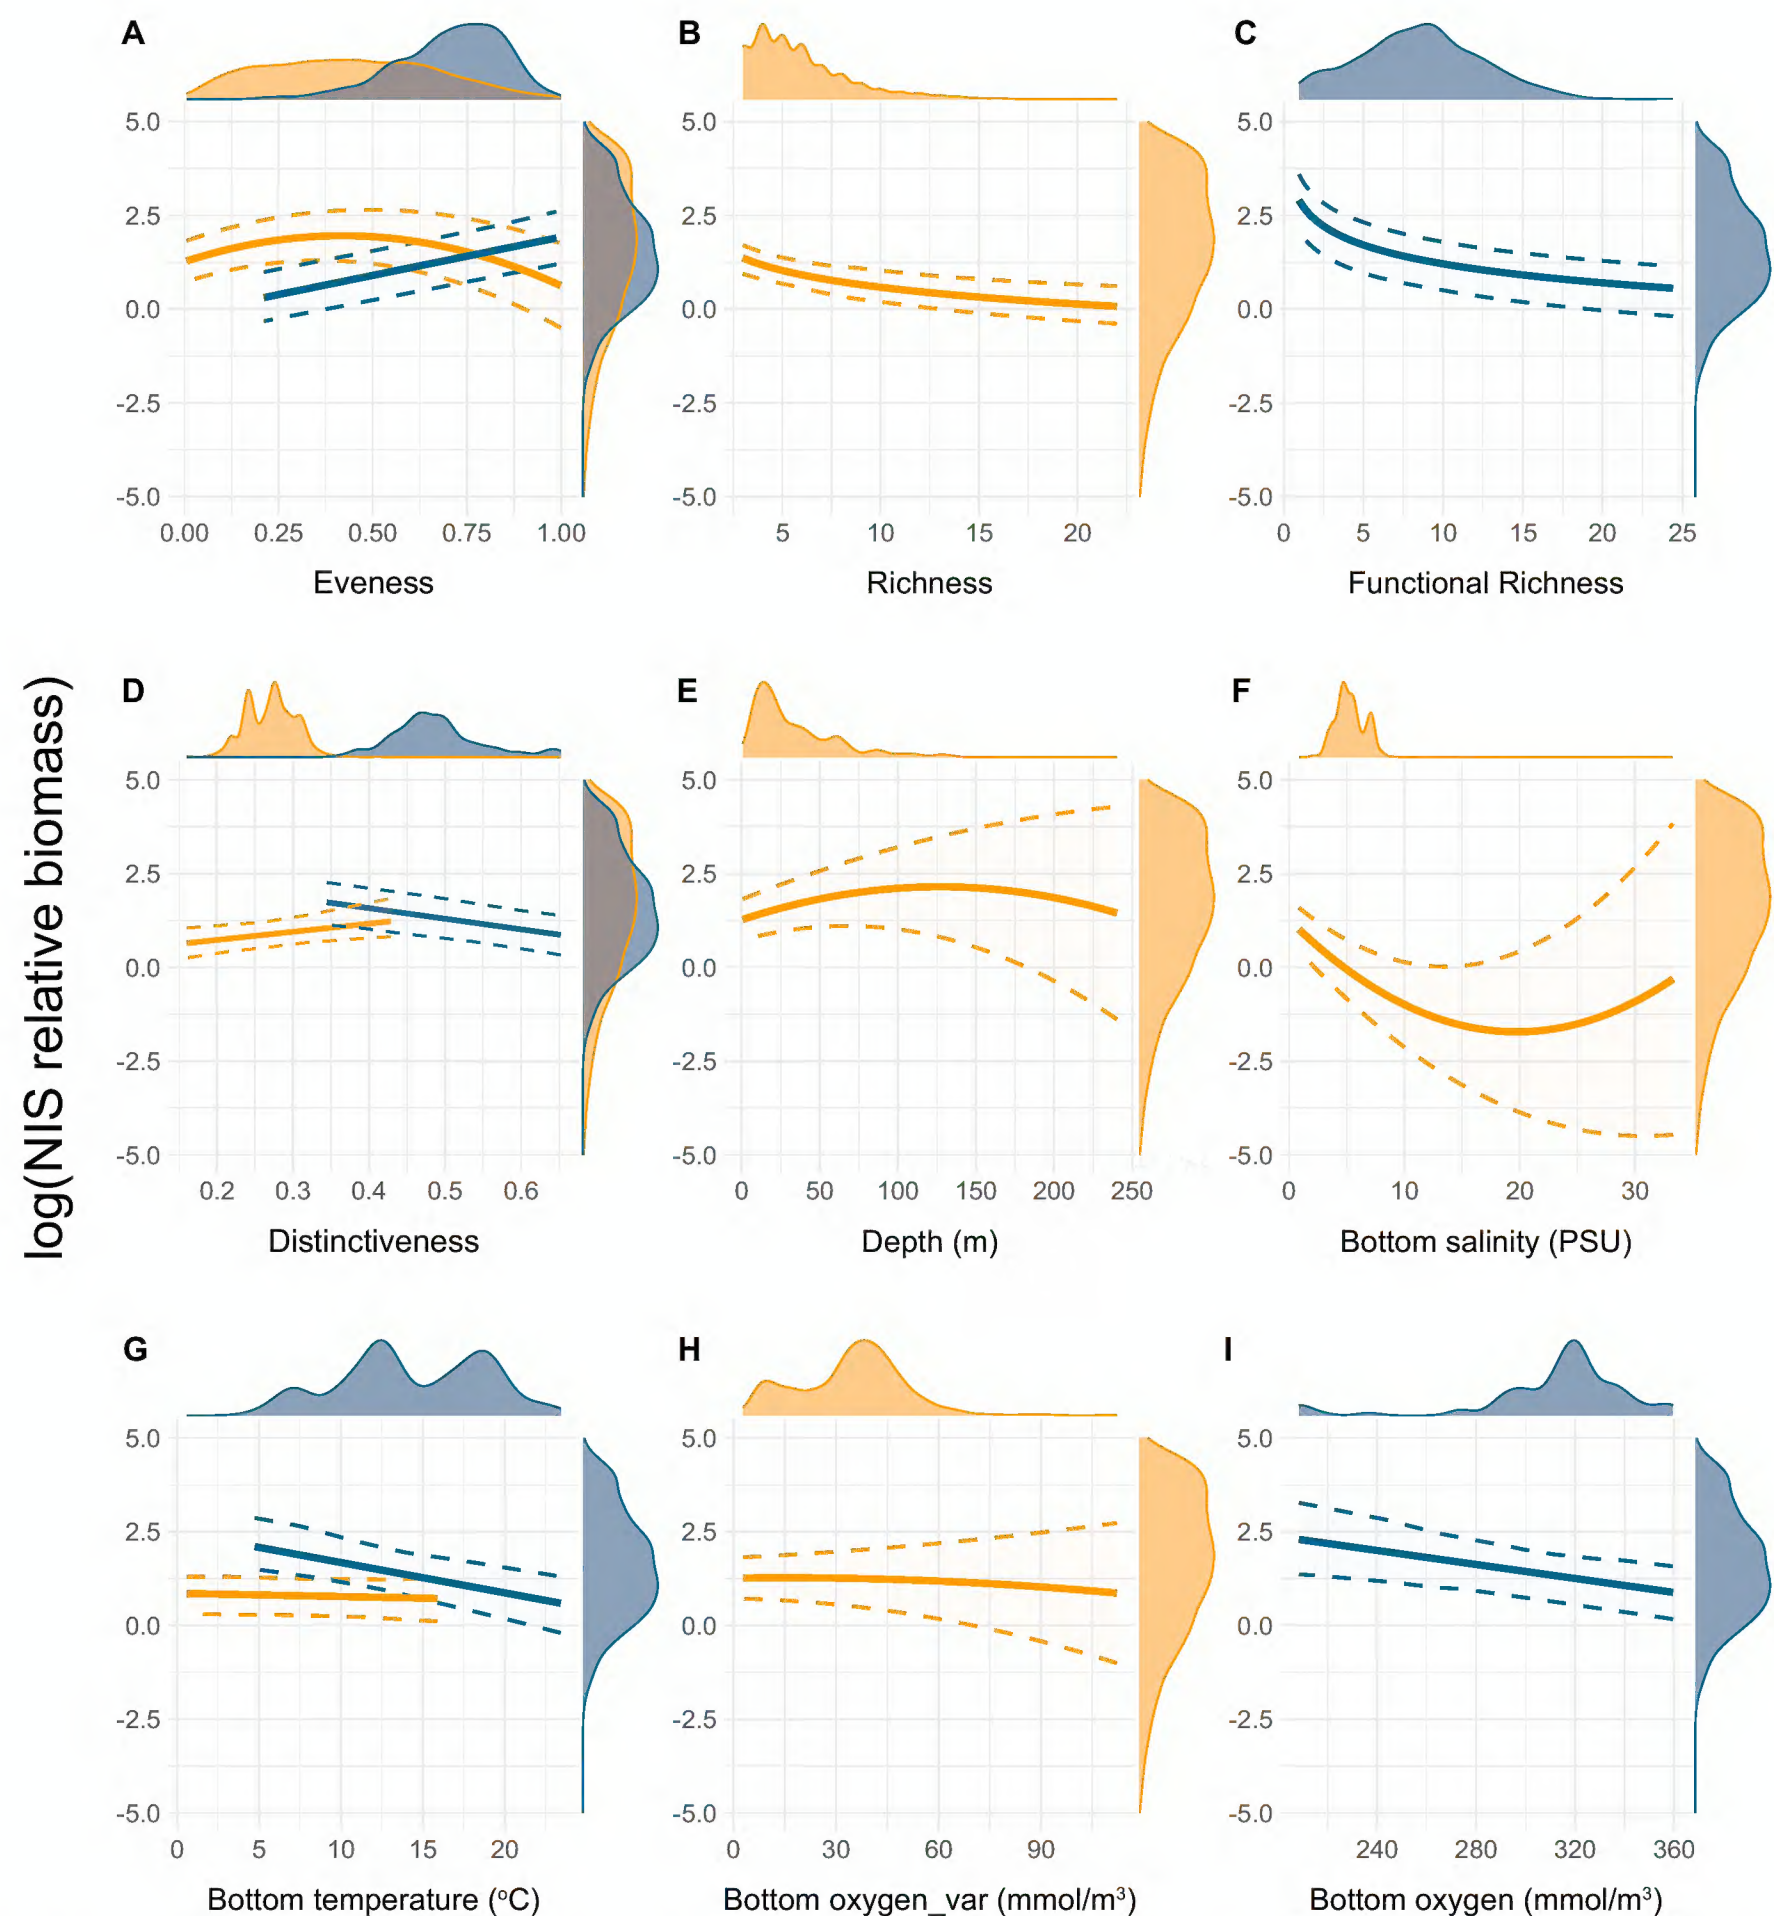 log(NIS relative biomass)
A
5.0
2.5
0.0
-2.5
-5.0
0.00 0.25 0.50 0.75 1.00
Eveness
B
5.0
2.5
0.0
-2.5
-5.0
5 10 15 20
Richness
C
5.0
2.5
0.0
-2.5
-5.0
0 5 10 15 20 25
Functional Richness
D
5.0
2.5
0.0
-2.5
-5.0
0.2 0.3 0.4 0.5 0.6
Distinctiveness
E
5.0
2.5
0.0
-2.5
-5.0
0 50 100 150 200 250
Depth (m)
F
5.0
2.5
0.0
-2.5
-5.0
0 10 20 30
Bottom salinity (PSU)
G
5.0
2.5
0.0
-2.5
-5.0
0 5 10 15 20
Bottom temperature (ºC)
H
5.0
2.5
0.0
-2.5
-5.0
0 30 60 90
Bottom oxygen_var (mmol/m³)
I
5.0
2.5
0.0
-2.5
-5.0
240 280 320 360
Bottom oxygen (mmol/m³)